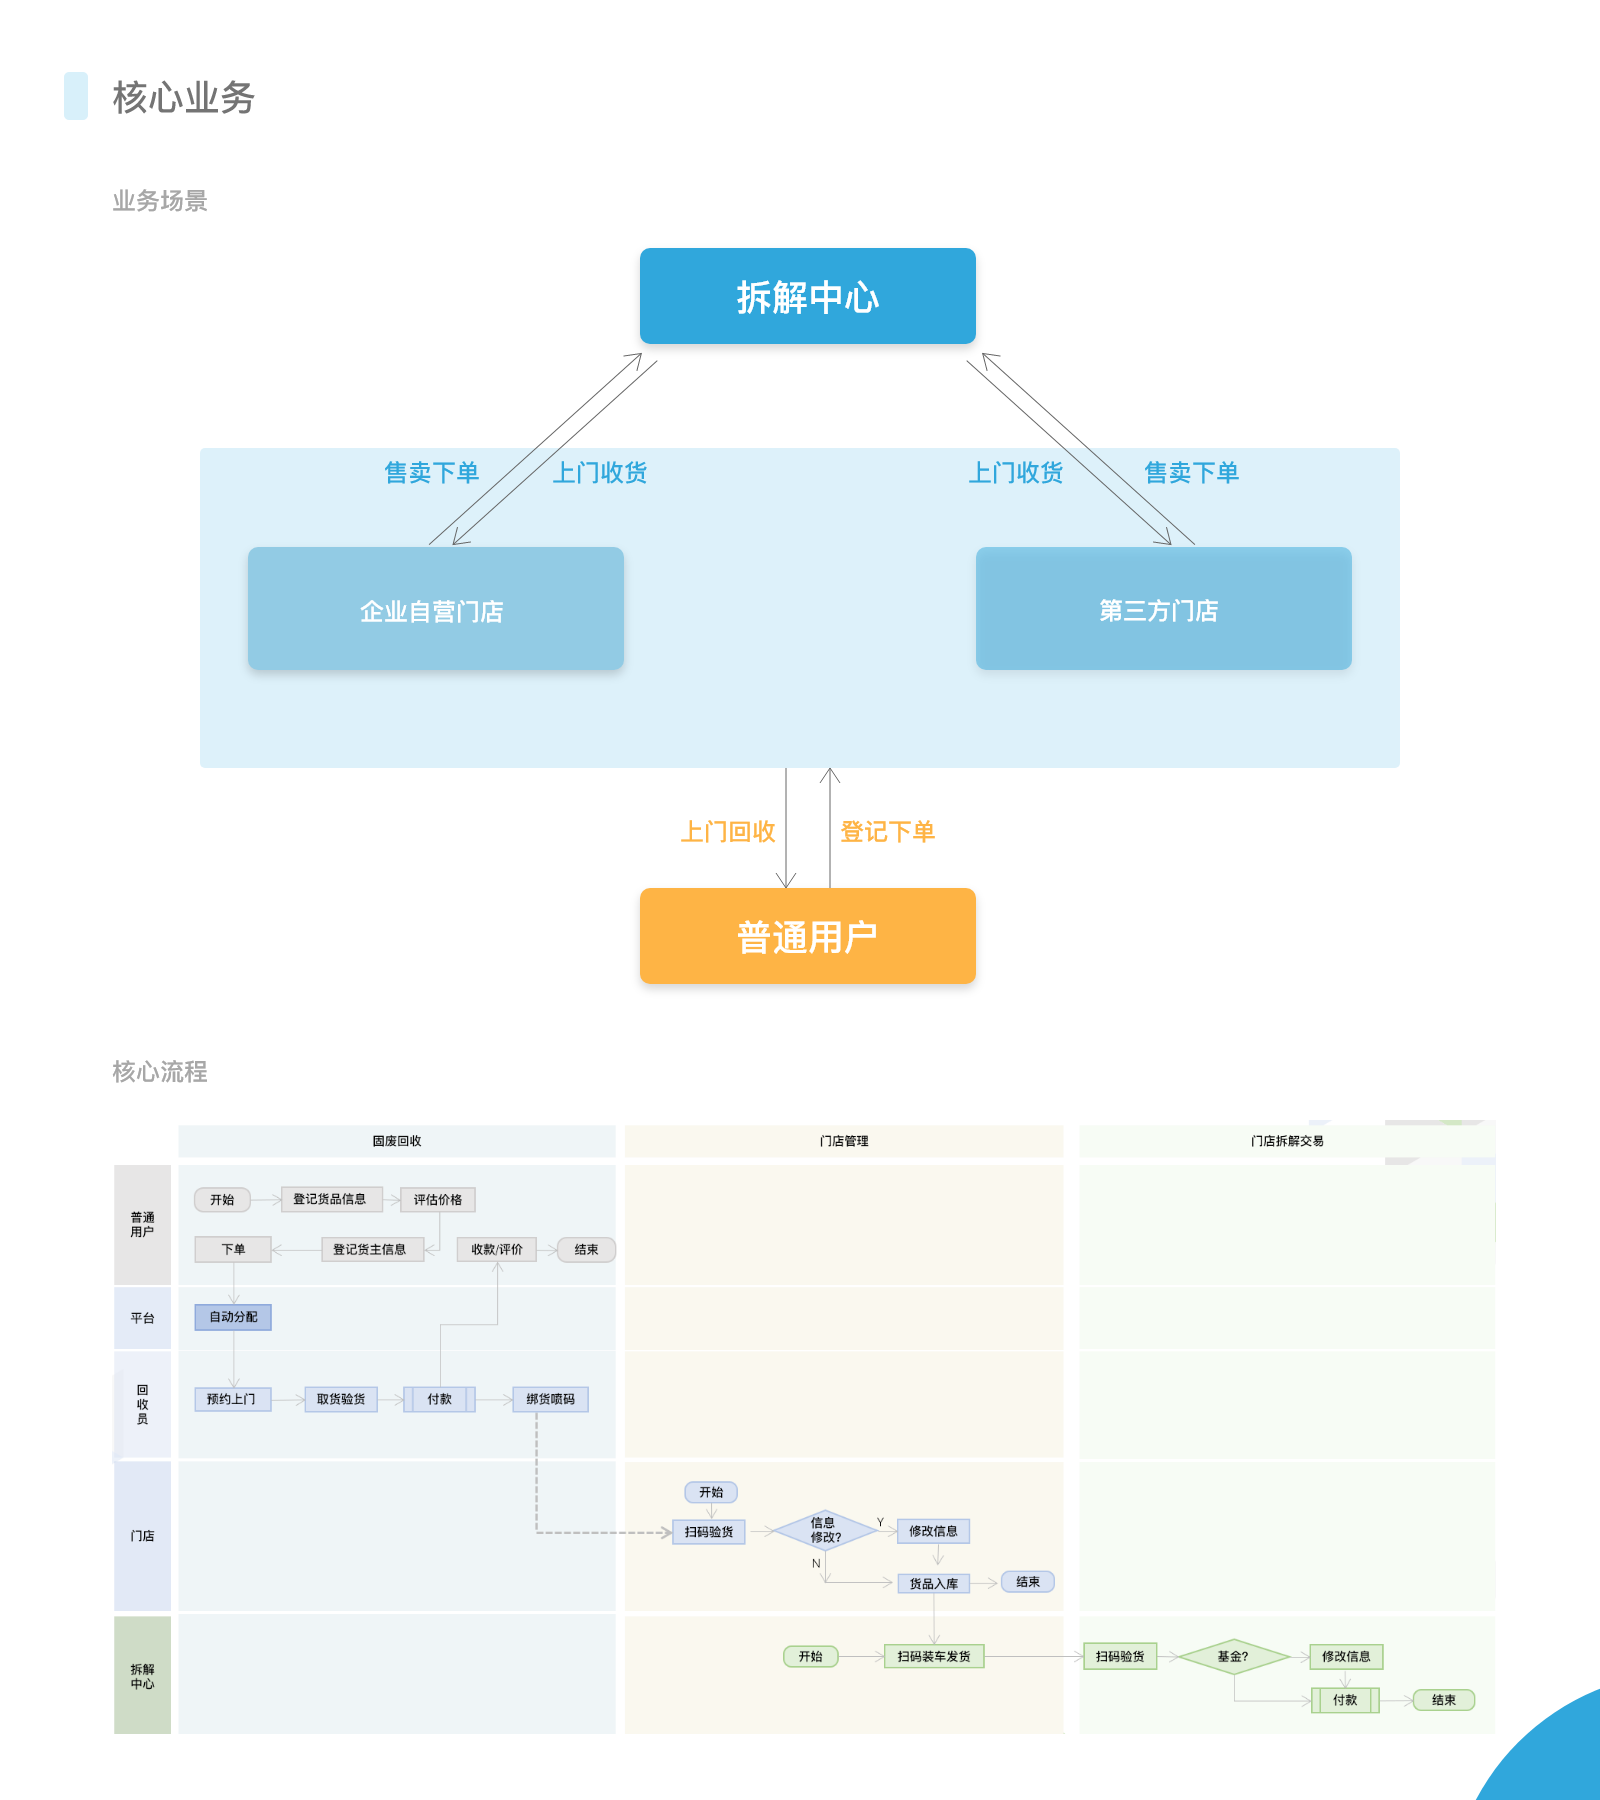 核心业务
业务场景
拆解中心
售卖下单
上门收货
上门收货
售卖下单
企业自营门店
第三方门店
上门回收
登记下单
普通用户
核心流程
固废回收
门店管理
门店拆解交易
普通
用户
开始
登记货品信息
评估价格
下单
登记货主信息
收款/评价
结束
平台
自动分配
回
收
员
预约上门
取货验货
付款
绑货喷码
门店
开始
扫码验货
信息
修改?
Y
修改信息
N
货品入库
结束
拆解
中心
开始
扫码装车发货
扫码验货
基金?
修改信息
付款
结束